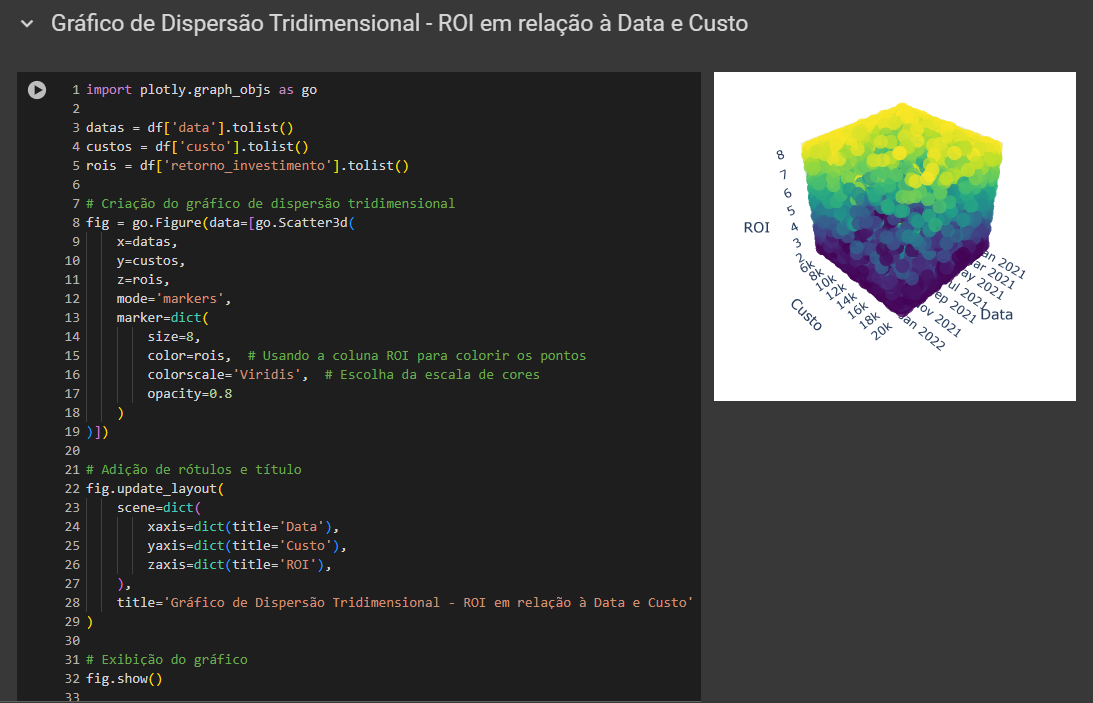 Gráfico de Dispersão Tridimensional - ROI em relação à Data e Custo
1 import plotly.graph_objs as go
2
3 datas = df['data'].tolist()
4 custos = df['custo'].tolist()
5 rois = df['retorno_investimento'].tolist()
6
7 # Criação do gráfico de dispersão tridimensional
8 fig = go.Figure(data=[go.Scatter3d(
9     x=datas,
10     y=custos,
11     z=rois,
12     mode='markers',
13     marker=dict(
14         size=8,
15         color=rois,  # Usando a coluna ROI para colorir os pontos
16         colorscale='Viridis',  # Escolha da escala de cores
17         opacity=0.8
18     )
19 )])
20
21 # Adição de rótulos e título
22 fig.update_layout(
23     scene=dict(
24         xaxis=dict(title='Data'),
25         yaxis=dict(title='Custo'),
26         zaxis=dict(title='ROI'),
27     ),
28     title='Gráfico de Dispersão Tridimensional - ROI em relação à Data e Custo'
29 )
30
31 # Exibição do gráfico
32 fig.show()
33
8
7
6
5
4
3
2
ROI
6k
8k
10k
12k
14k
16k
18k
20k
Custo
an 2021
ar 2021
ay 2021
ul 2021
ep 2021
ov 2021
an 2022
Data